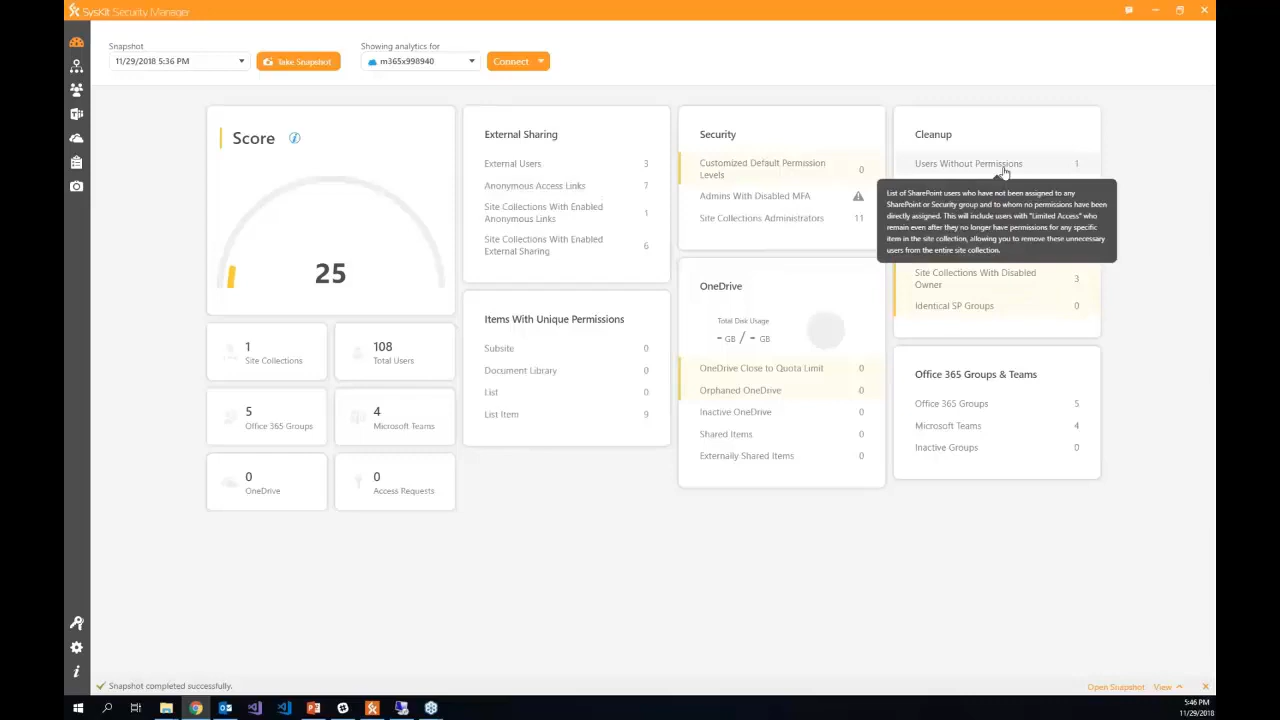 SysKit Security Manager
Snapshot
11/29/2018 5:36 PM
Take Snapshot
Showing analytics for
m365x998940
Connect
Score
25
1
Site Collections
108
Total Users
5
Office 365 Groups
4
Microsoft Teams
0
OneDrive
0
Access Requests
External Sharing
External Users 3
Anonymous Access Links 7
Site Collections With Enabled
Anonymous Links 1
Site Collections With Enabled
External Sharing 6
Items With Unique Permissions
Subsite 0
Document Library 0
List 0
List Item 9
Security
Customized Default Permission
Levels 0
Admins With Disabled MFA
Site Collections Administrators 11
OneDrive
Total Disk Usage
- GB / - GB
OneDrive Close to Quota Limit 0
Orphaned OneDrive 0
Inactive OneDrive 0
Shared Items 0
Externally Shared Items 0
Cleanup
Users Without Permissions 1
List of SharePoint users who have not been assigned to any
SharePoint or Security group and to whom no permissions have been
directly assigned. This will include users with "Limited Access" who
remain even after they no longer have permissions for any specific
item in the site collection, allowing you to remove these unnecessary
users from the entire site collection.
Site Collections With Disabled
Owner 3
Identical SP Groups 0
Office 365 Groups & Teams
Office 365 Groups 5
Microsoft Teams 4
Inactive Groups 0
Snapshot completed successfully.
Open Snapshot View
5:46 PM
11/29/2018